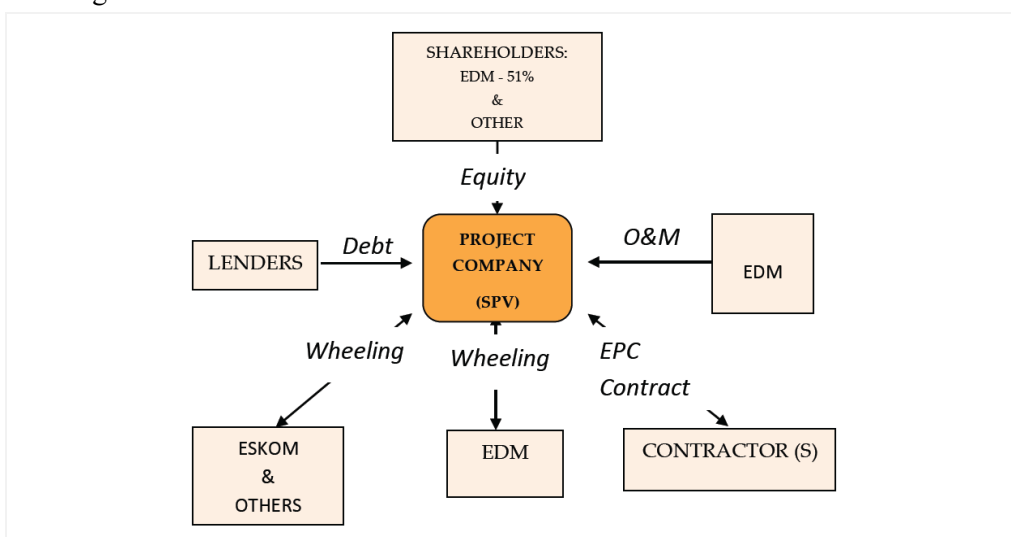 SHAREHOLDERS:
EDM - 51%
&
OTHER
Equity
LENDERS
Debt
PROJECT
COMPANY
(SPV)
O&M
EDM
Wheeling
Wheeling
EPC
Contract
ESKOM
&
OTHERS
EDM
CONTRACTOR (S)